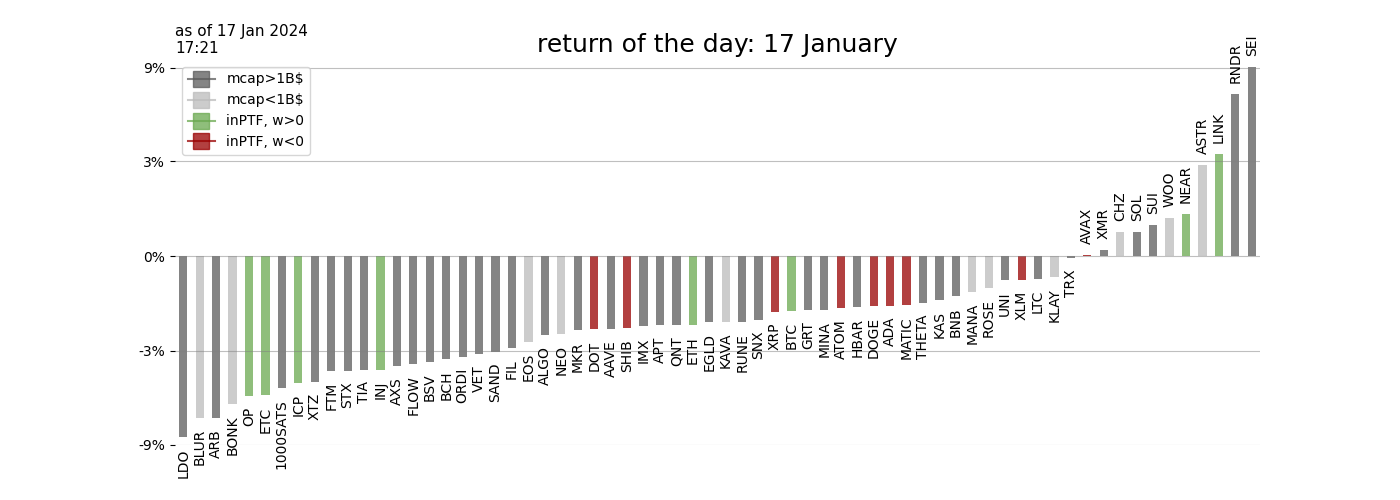 as of 17 Jan 2024
17:21
return of the day: 17 January
9%
3%
0%
-3%
-9%
mcap>1B$
mcap<1B$
inPTF, w>0
inPTF, w<0
LDO
BLUR
ARB
BONK
OP
ETC
1000SATS
ICP
XTZ
FTM
STX
TIA
INJ
AXS
FLOW
BSV
BCH
ORDI
VET
SAND
FIL
EOS
ALGO
NEO
MKR
DOT
AAVE
SHIB
IMX
APT
QNT
ETH
EGLD
KAVA
RUNE
SNX
XRP
BTC
GRT
MINA
ATOM
HBAR
DOGE
ADA
MATIC
THETA
KAS
BNB
MANA
ROSE
UNI
XLM
LTC
KLAY
TRX
AVAX
XMR
CHZ
SOL
SUI
WOO
NEAR
ASTR
LINK
RNDR
SEI